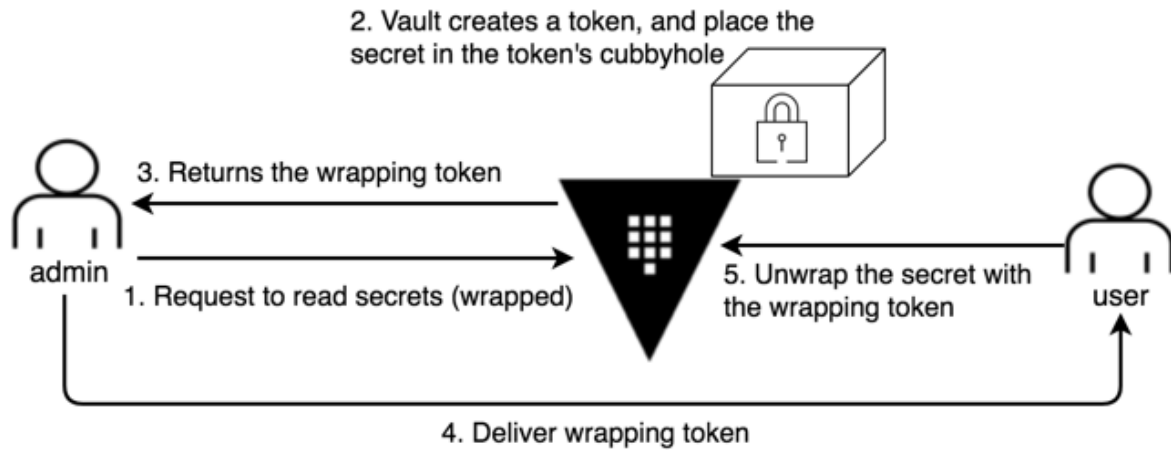 2. Vault creates a token, and place the
secret in the token's cubbyhole
3. Returns the wrapping token
admin
1. Request to read secrets (wrapped)
5. Unwrap the secret with
the wrapping token
user
4. Deliver wrapping token